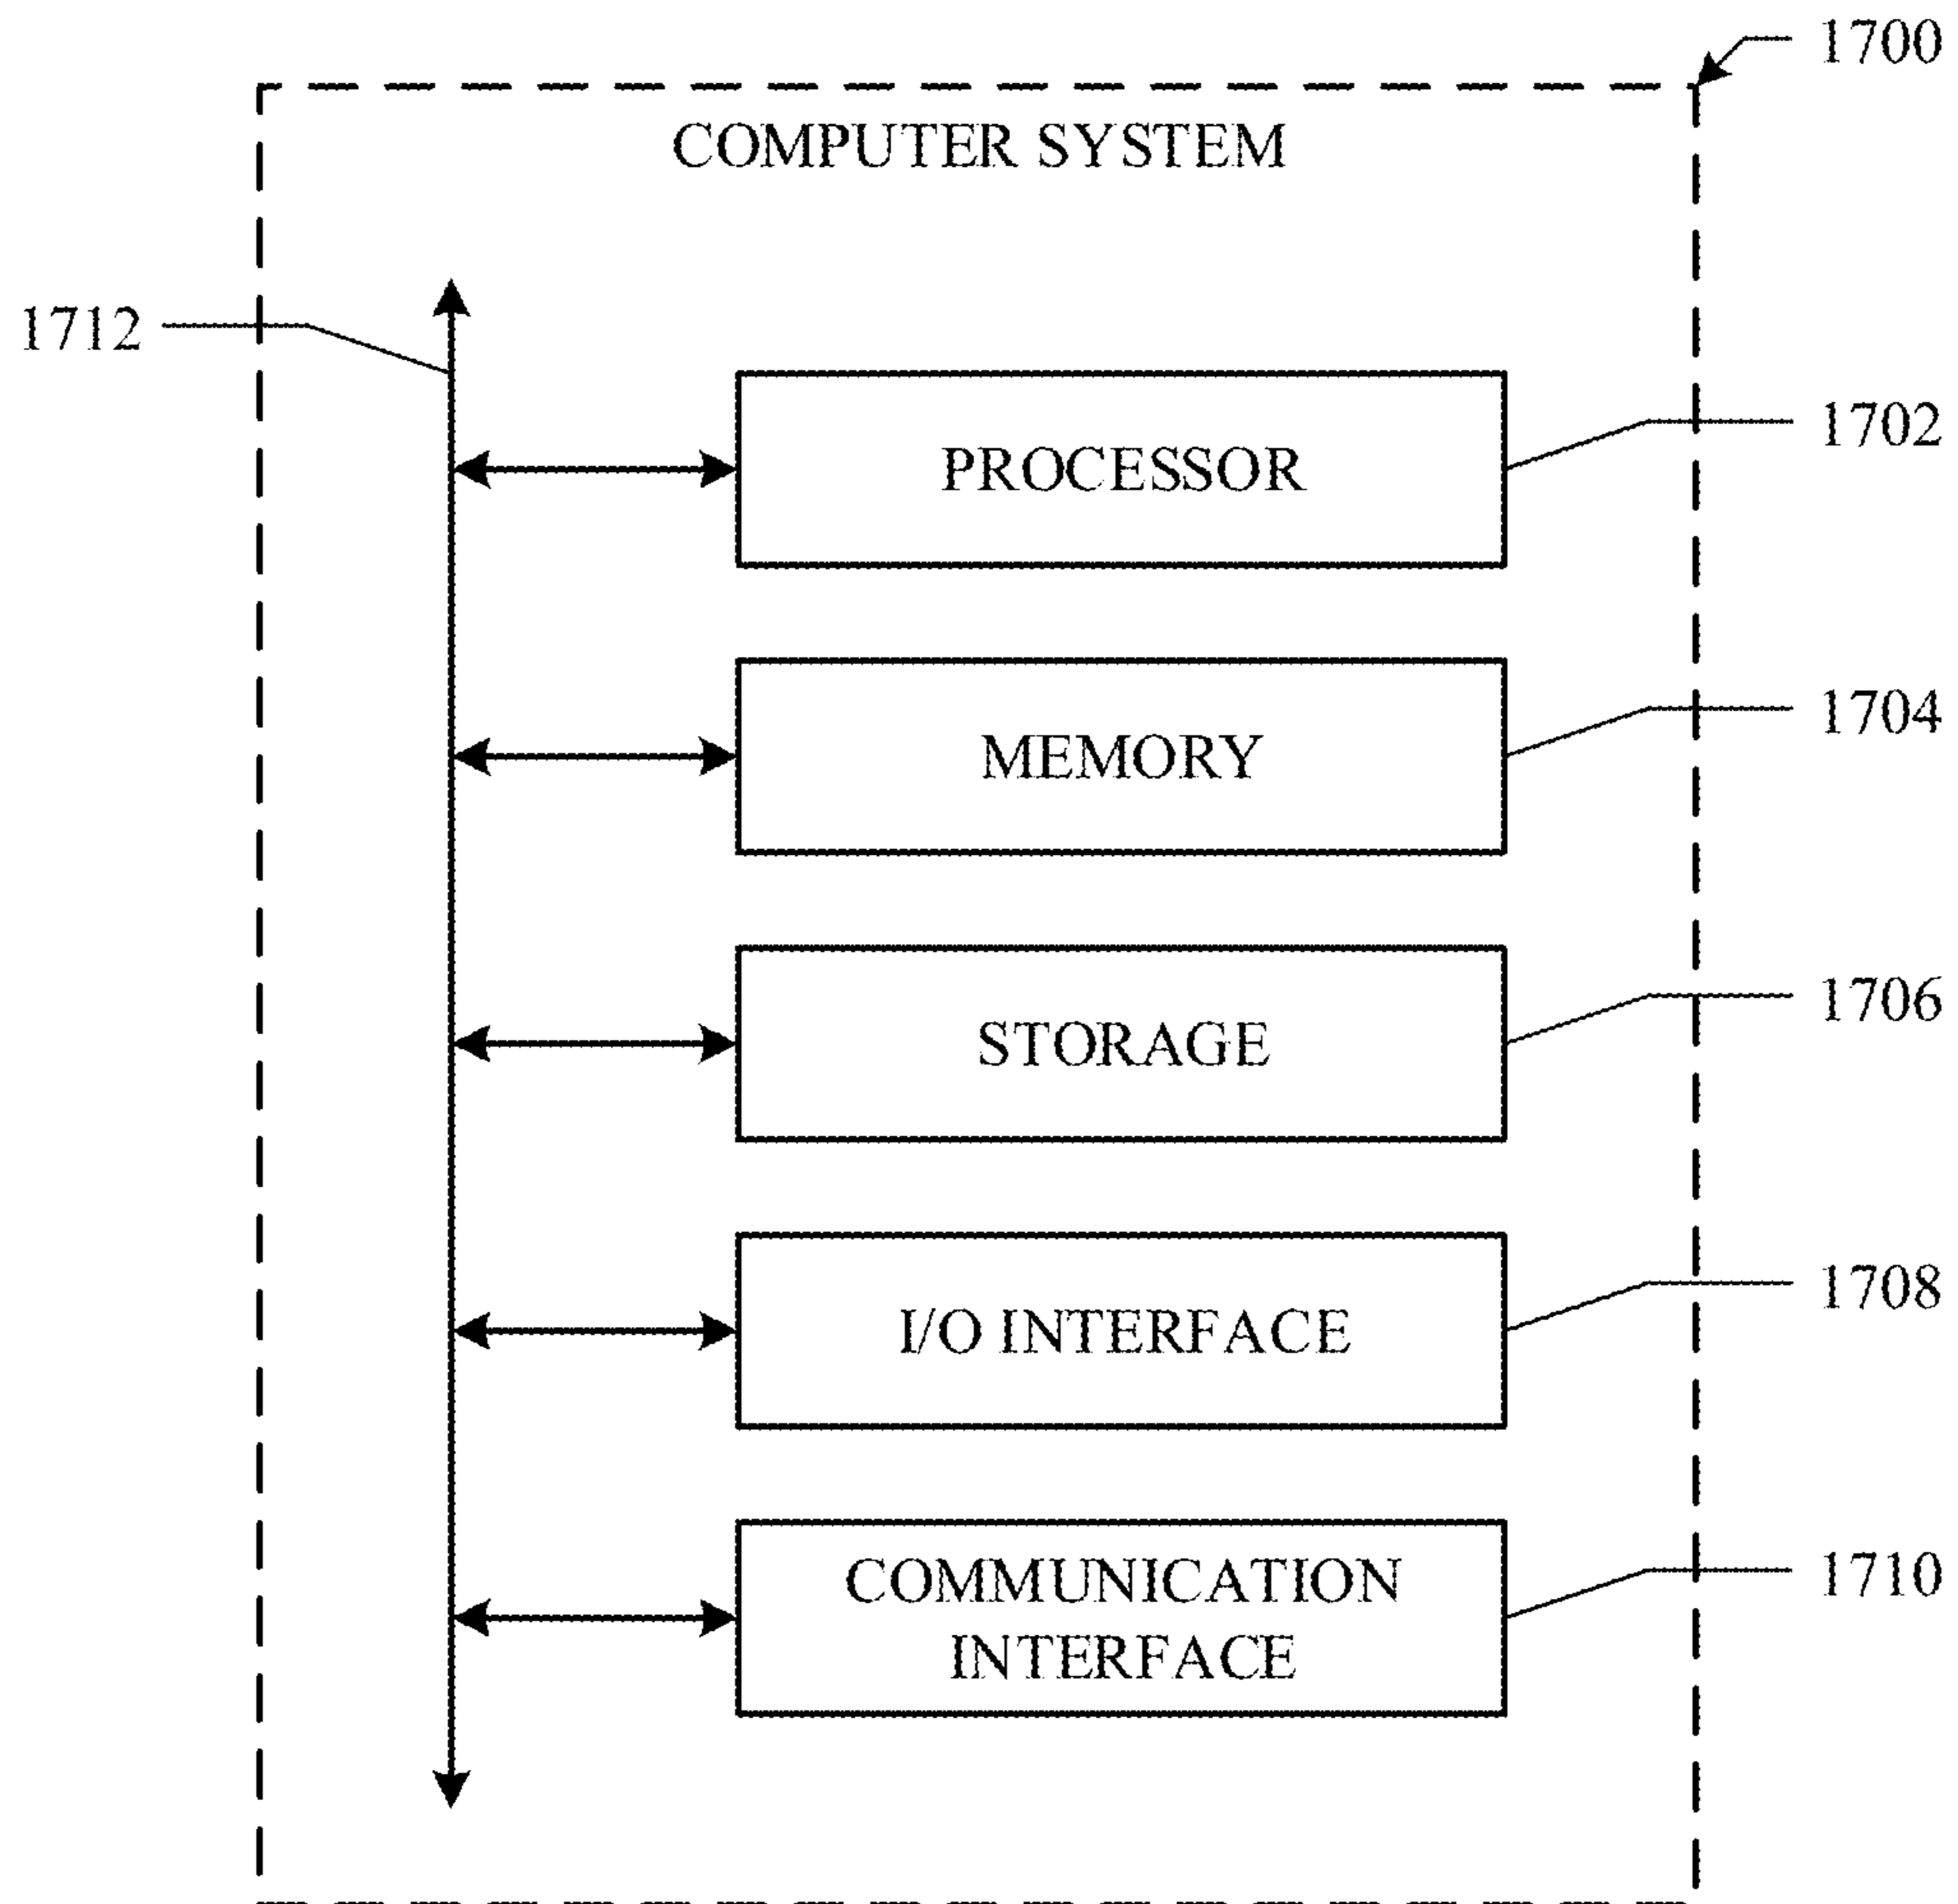 1700
COMPUTER SYSTEM
1712
PROCESSOR
1702
MEMORY
1704
STORAGE
1706
I/O INTERFACE
1708
COMMUNICATION
INTERFACE
1710